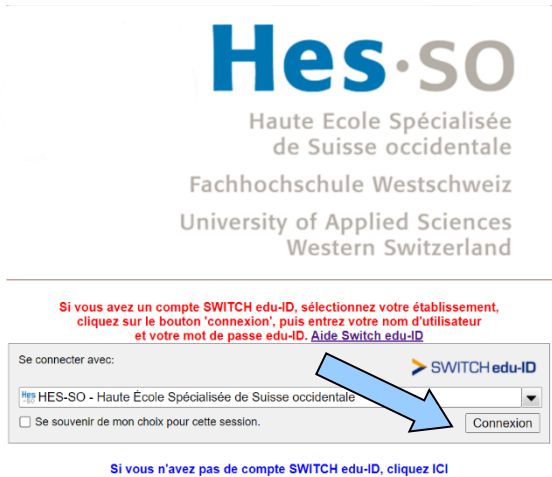 Hes·so
Haute Ecole Spécialisée
de Suisse occidentale
Fachhochschule Westschweiz
University of Applied Sciences
Western Switzerland
Si vous avez un compte SWITCH edu-ID, sélectionnez votre établissement,
cliquez sur le bouton 'connexion', puis entrez votre nom d'utilisateur
et votre mot de passe edu-ID. Aide Switch edu-ID
Se connecter avec:
SWITCH edu-ID
Hes·so HES-SO - Haute École Spécialisée de Suisse occidentale
Se souvenir de mon choix pour cette session.
Connexion
Si vous n'avez pas de compte SWITCH edu-ID, cliquez ICI